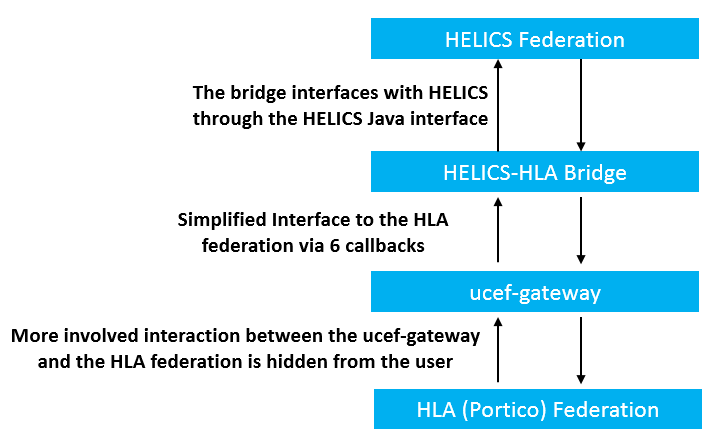 HELICS Federation
The bridge interfaces with HELICS
through the HELICS Java interface
HELICS-HLA Bridge
Simplified Interface to the HLA
federation via 6 callbacks
ucef-gateway
More involved interaction between the ucef-gateway
and the HLA federation is hidden from the user
HLA (Portico) Federation